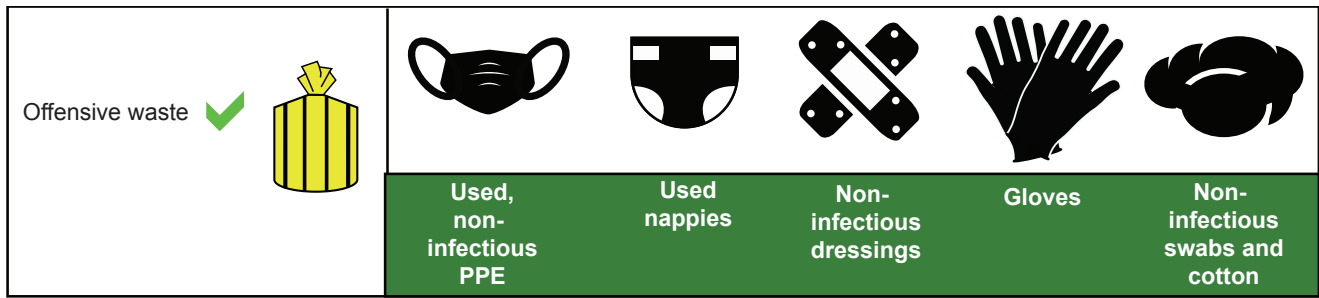 Offensive waste
Used,
non-
infectious
PPE
Used
nappies
Non-
infectious
dressings
Gloves
Non-
infectious
swabs and
cotton